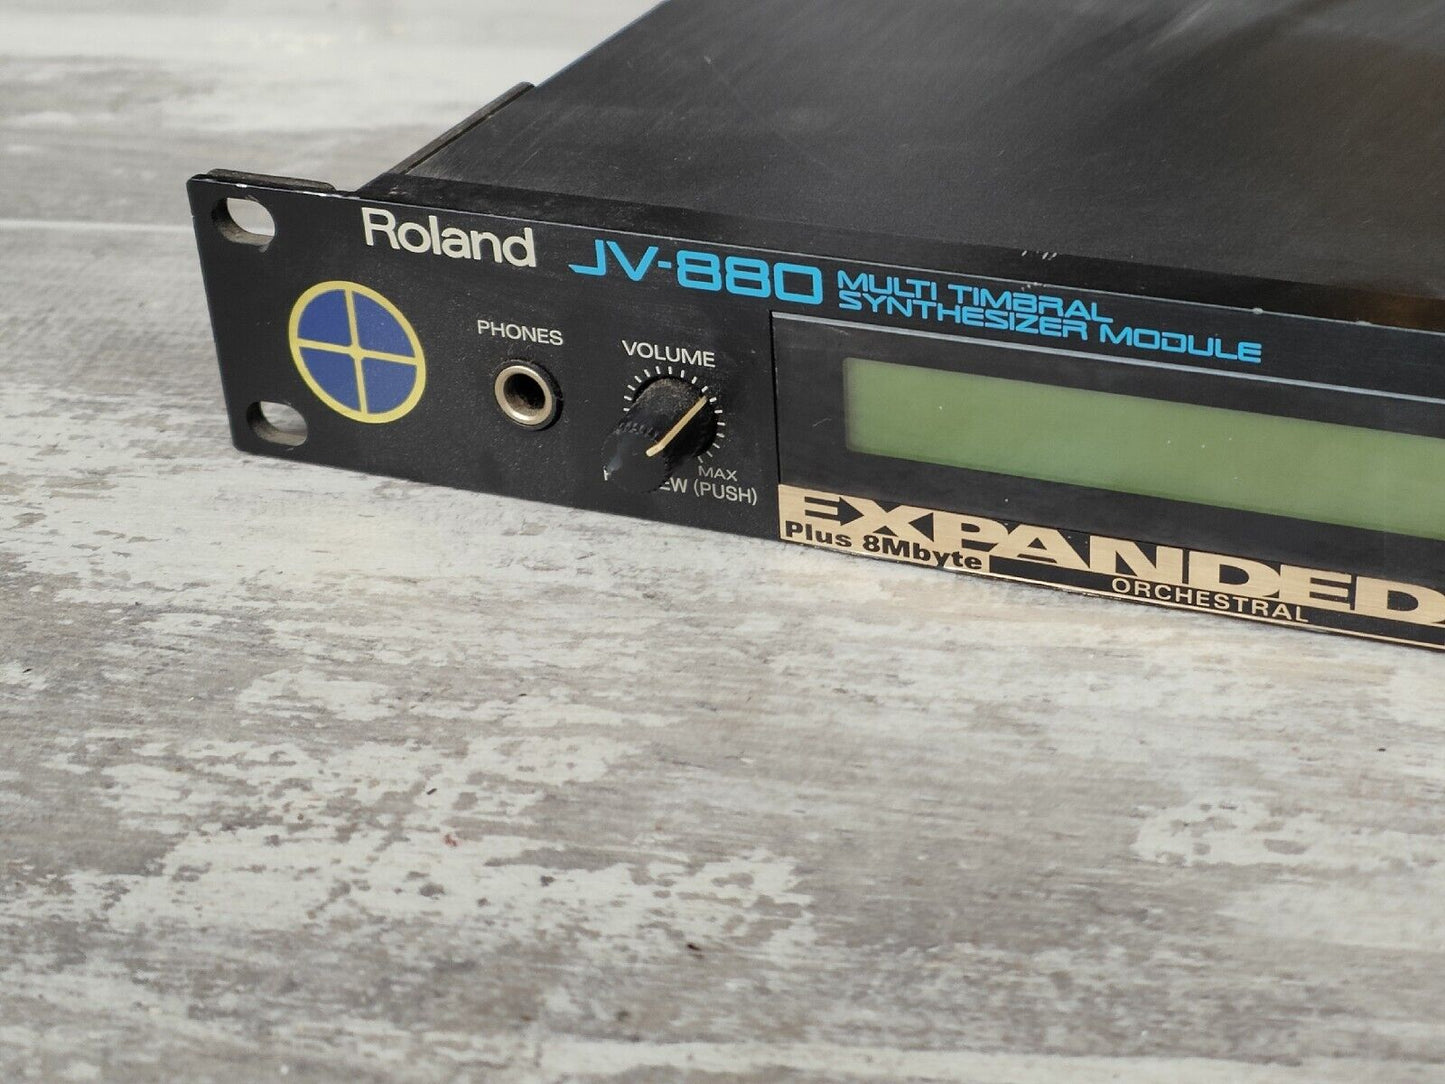 Roland JV-880 MULTI TIMBRAL
SYNTHESIZER MODULE
PHONES
VOLUME
MAX
(PUSH)
EXPANDED
Plus 8Mbyte
ORCHESTRAL